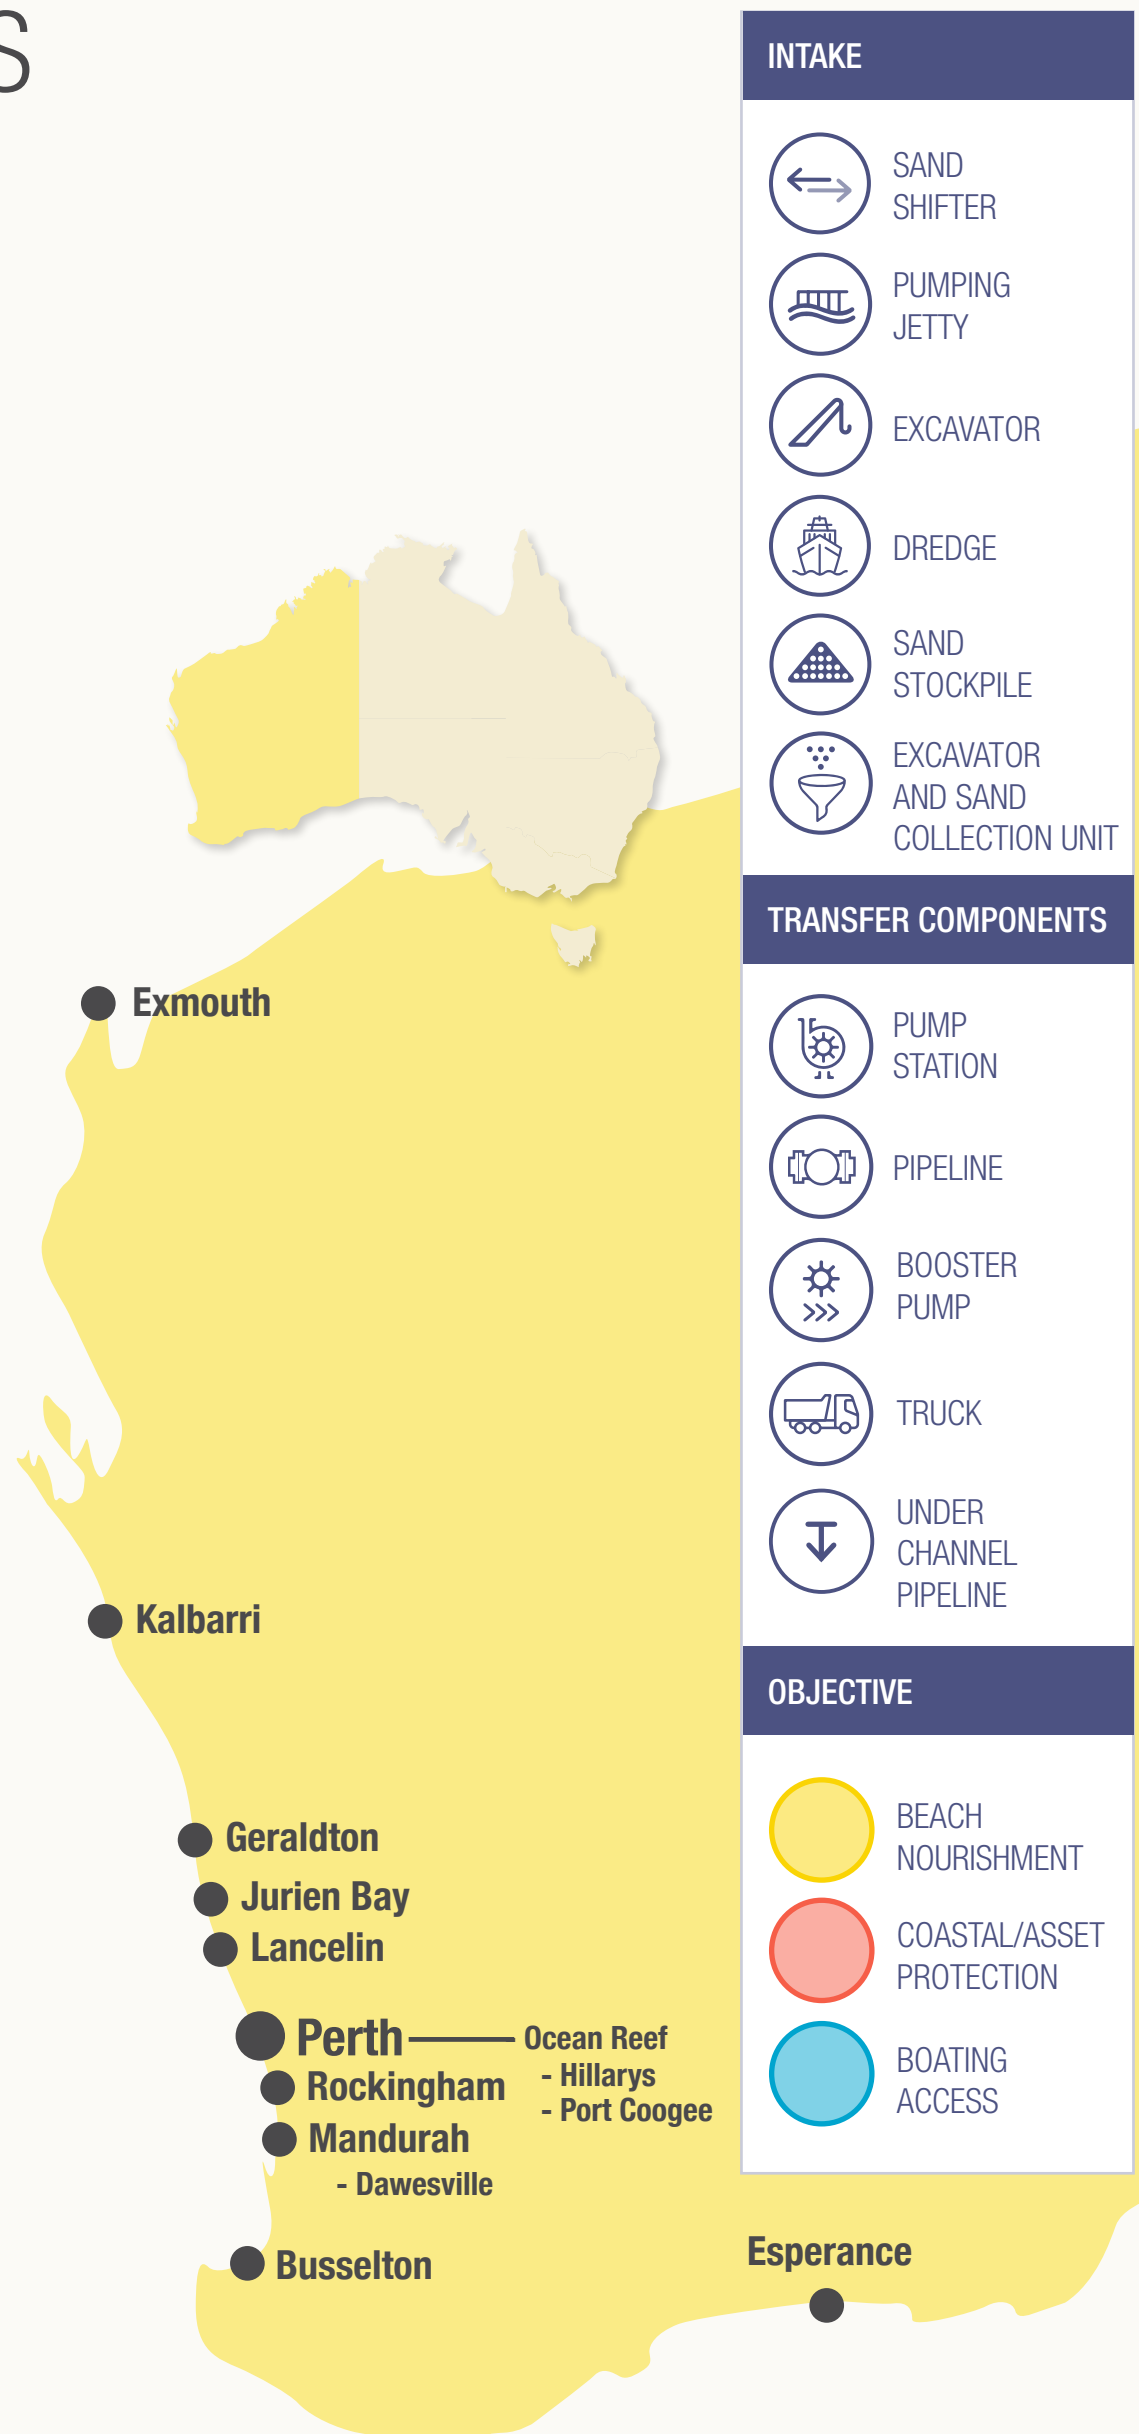 S
INTAKE
SAND
SHIFTER
PUMPING
JETTY
EXCAVATOR
DREDGE
SAND
STOCKPILE
EXCAVATOR
AND SAND
COLLECTION UNIT
TRANSFER COMPONENTS
PUMP
STATION
PIPELINE
BOOSTER
PUMP
TRUCK
UNDER
CHANNEL
PIPELINE
OBJECTIVE
BEACH
NOURISHMENT
COASTAL/ASSET
PROTECTION
BOATING
ACCESS
Exmouth
Kalbarri
Geraldton
Jurien Bay
Lancelin
Perth
Ocean Reef
- Hillarys
- Port Coogee
Rockingham
Mandurah
- Dawesville
Busselton
Esperance